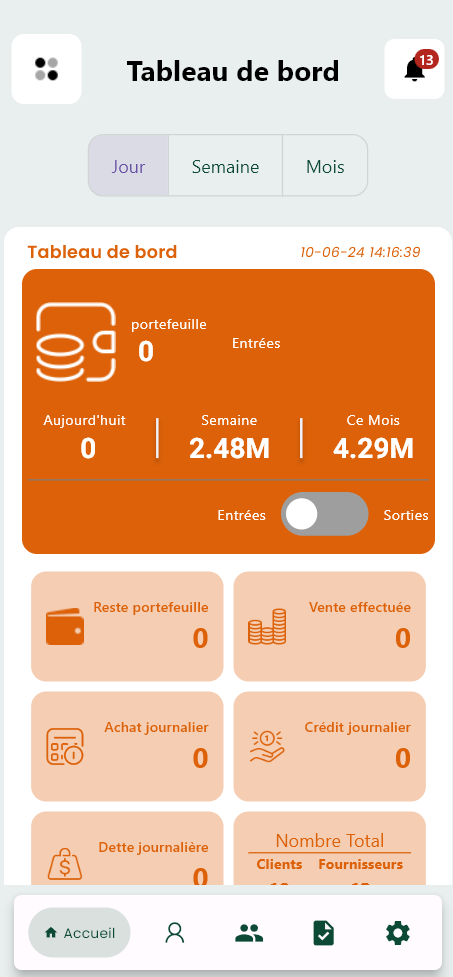 Tableau de bord
13
Jour Semaine Mois
Tableau de bord 10-06-24 14:16:39
portefeuille
0
Entrées
Aujourd'huit Semaine Ce Mois
0 2.48M 4.29M
Entrées Sorties
Reste portefeuille
0
Vente effectuée
0
Achat journalier
0
Crédit journalier
0
Dette journalière
0
Nombre Total
Clients Fournisseurs
Accueil